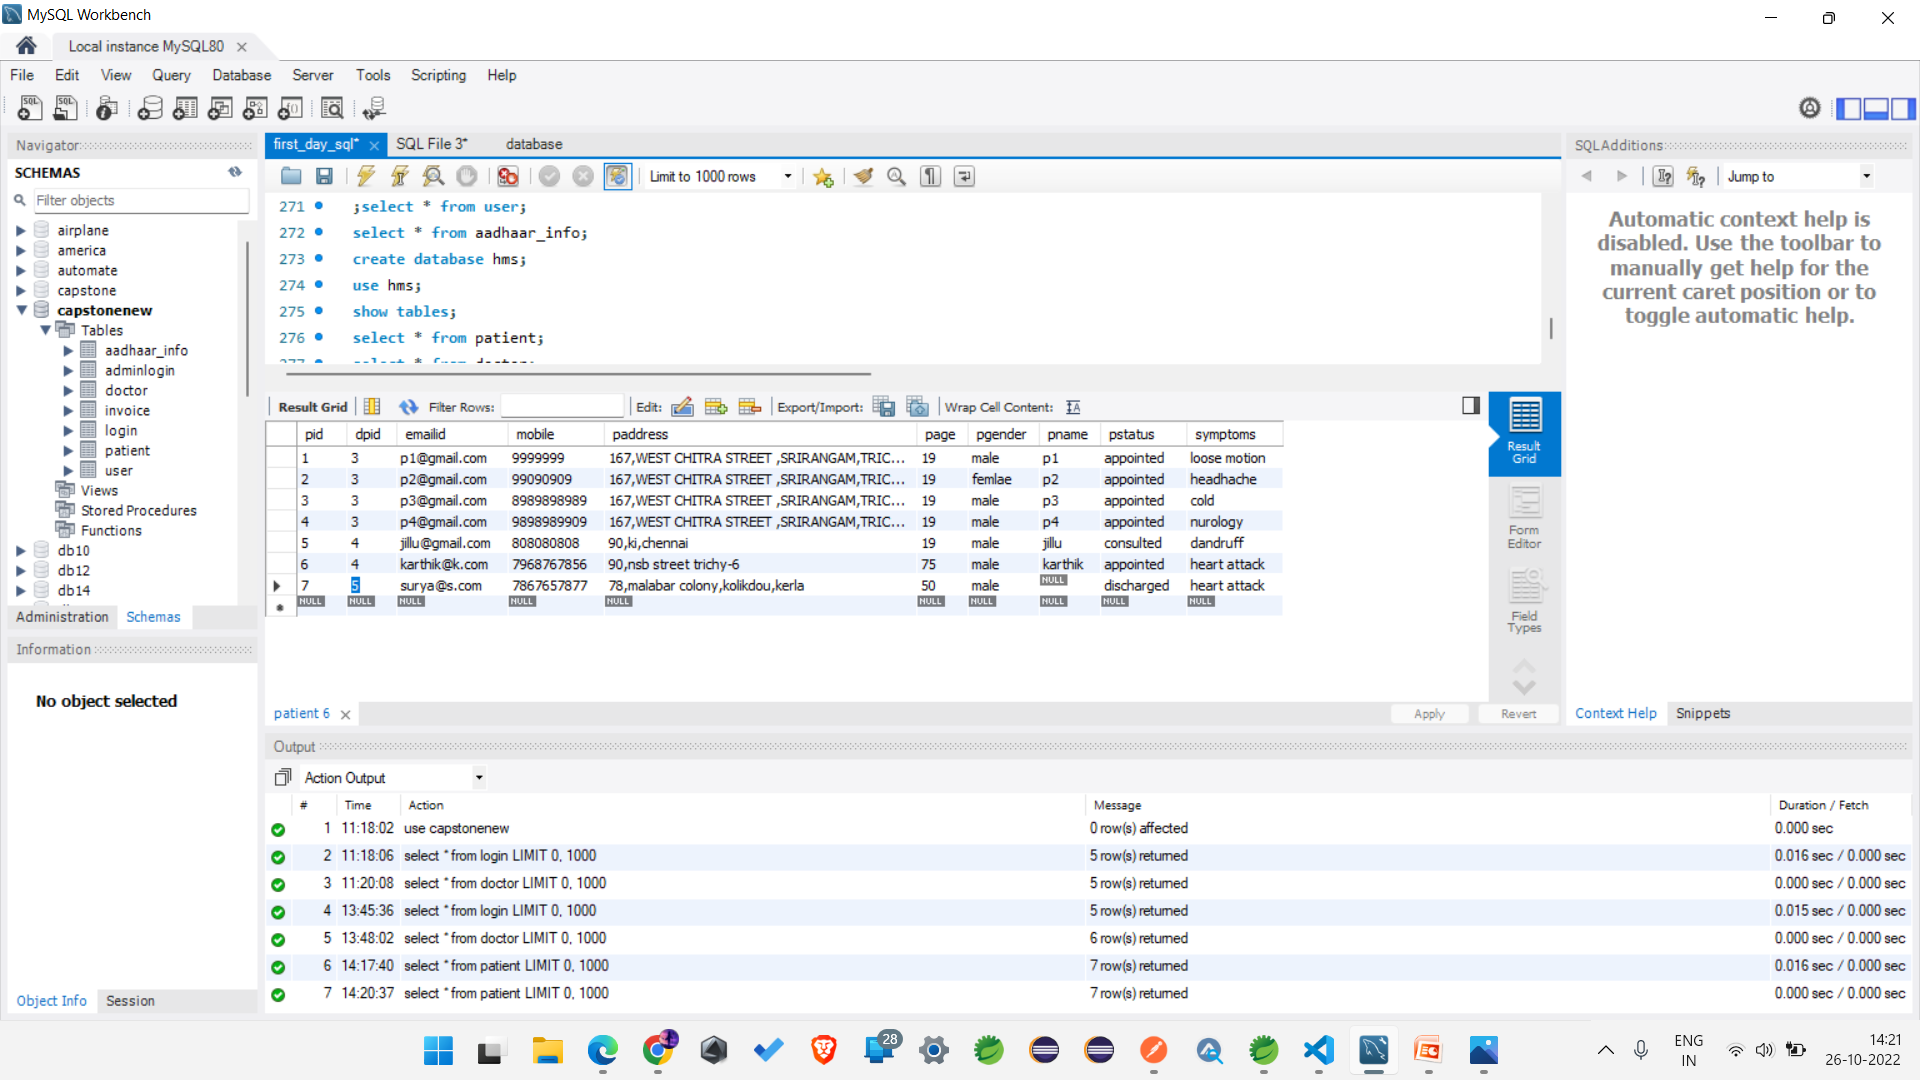 MySQL Workbench
Local instance MySQL80
File Edit View Query Database Server Tools Scripting Help
Navigator
SCHEMAS
Filter objects
airplane
america
automate
capstone
capstonenew
Tables
aadhaar_info
adminlogin
doctor
invoice
login
patient
user
Views
Stored Procedures
Functions
db10
db12
db14
Administration Schemas
Information
No object selected
Object Info Session
first_day_sql* SQL File 3* database
Limit to 1000 rows
271 ;select * from user;
272 select * from aadhaar_info;
273 create database hms;
274 use hms;
275 show tables;
276 select * from patient;
277 select * from doctor;
Result Grid Filter Rows: Edit: Export/Import: Wrap Cell Content:
pid dpid emailid mobile paddress page pgender pname pstatus symptoms
1 3 p1@gmail.com 9999999 167,WEST CHITRA STREET ,SRIRANGAM,TRIC... 19 male p1 appointed loose motion
2 3 p2@gmail.com 99090909 167,WEST CHITRA STREET ,SRIRANGAM,TRIC... 19 femlae p2 appointed headhache
3 3 p3@gmail.com 8989898989 167,WEST CHITRA STREET ,SRIRANGAM,TRIC... 19 male p3 appointed cold
4 3 p4@gmail.com 9898989909 167,WEST CHITRA STREET ,SRIRANGAM,TRIC... 19 male p4 appointed nurology
5 4 jillu@gmail.com 808080808 90,ki,chennai 19 male jillu consulted dandruff
6 4 karthik@k.com 7968767856 90,nsb street trichy-6 75 male karthik appointed heart attack
7 5 surya@s.com 7867657877 78,malabar colony,kolikdou,kerla 50 male NULL discharged heart attack
NULL NULL NULL NULL NULL NULL NULL NULL NULL NULL
Result
Grid
Form
Editor
Field
Types
patient 6
Apply Revert
SQLAdditions
Jump to
Automatic context help is
disabled. Use the toolbar to
manually get help for the
current caret position or to
toggle automatic help.
Context Help Snippets
Output
Action Output
# Time Action Message Duration / Fetch
1 11:18:02 use capstonenew 0 row(s) affected 0.000 sec
2 11:18:06 select * from login LIMIT 0, 1000 5 row(s) returned 0.016 sec / 0.000 sec
3 11:20:08 select * from doctor LIMIT 0, 1000 5 row(s) returned 0.000 sec / 0.000 sec
4 13:45:36 select * from login LIMIT 0, 1000 5 row(s) returned 0.015 sec / 0.000 sec
5 13:48:02 select * from doctor LIMIT 0, 1000 6 row(s) returned 0.000 sec / 0.000 sec
6 14:17:40 select * from patient LIMIT 0, 1000 7 row(s) returned 0.016 sec / 0.000 sec
7 14:20:37 select * from patient LIMIT 0, 1000 7 row(s) returned 0.000 sec / 0.000 sec
28
ENG
IN
14:21
26-10-2022